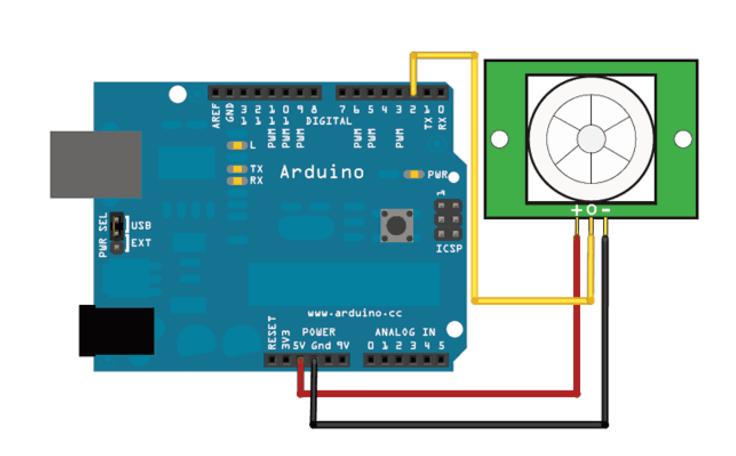 AREF
GND
13
12
PWM 11
PWM 10
PWM 9
8
7
PWM 6
PWM 5
4
PWM 3
2
TX 1
RX 0
DIGITAL
L
TX
RX
Arduino
PWR
1
ICSP
PWR SEL
USB
EXT
www.arduino.cc
POWER
RESET
3V3
5V Gnd 9V
ANALOG IN
0 1 2 3 4 5
+ O -